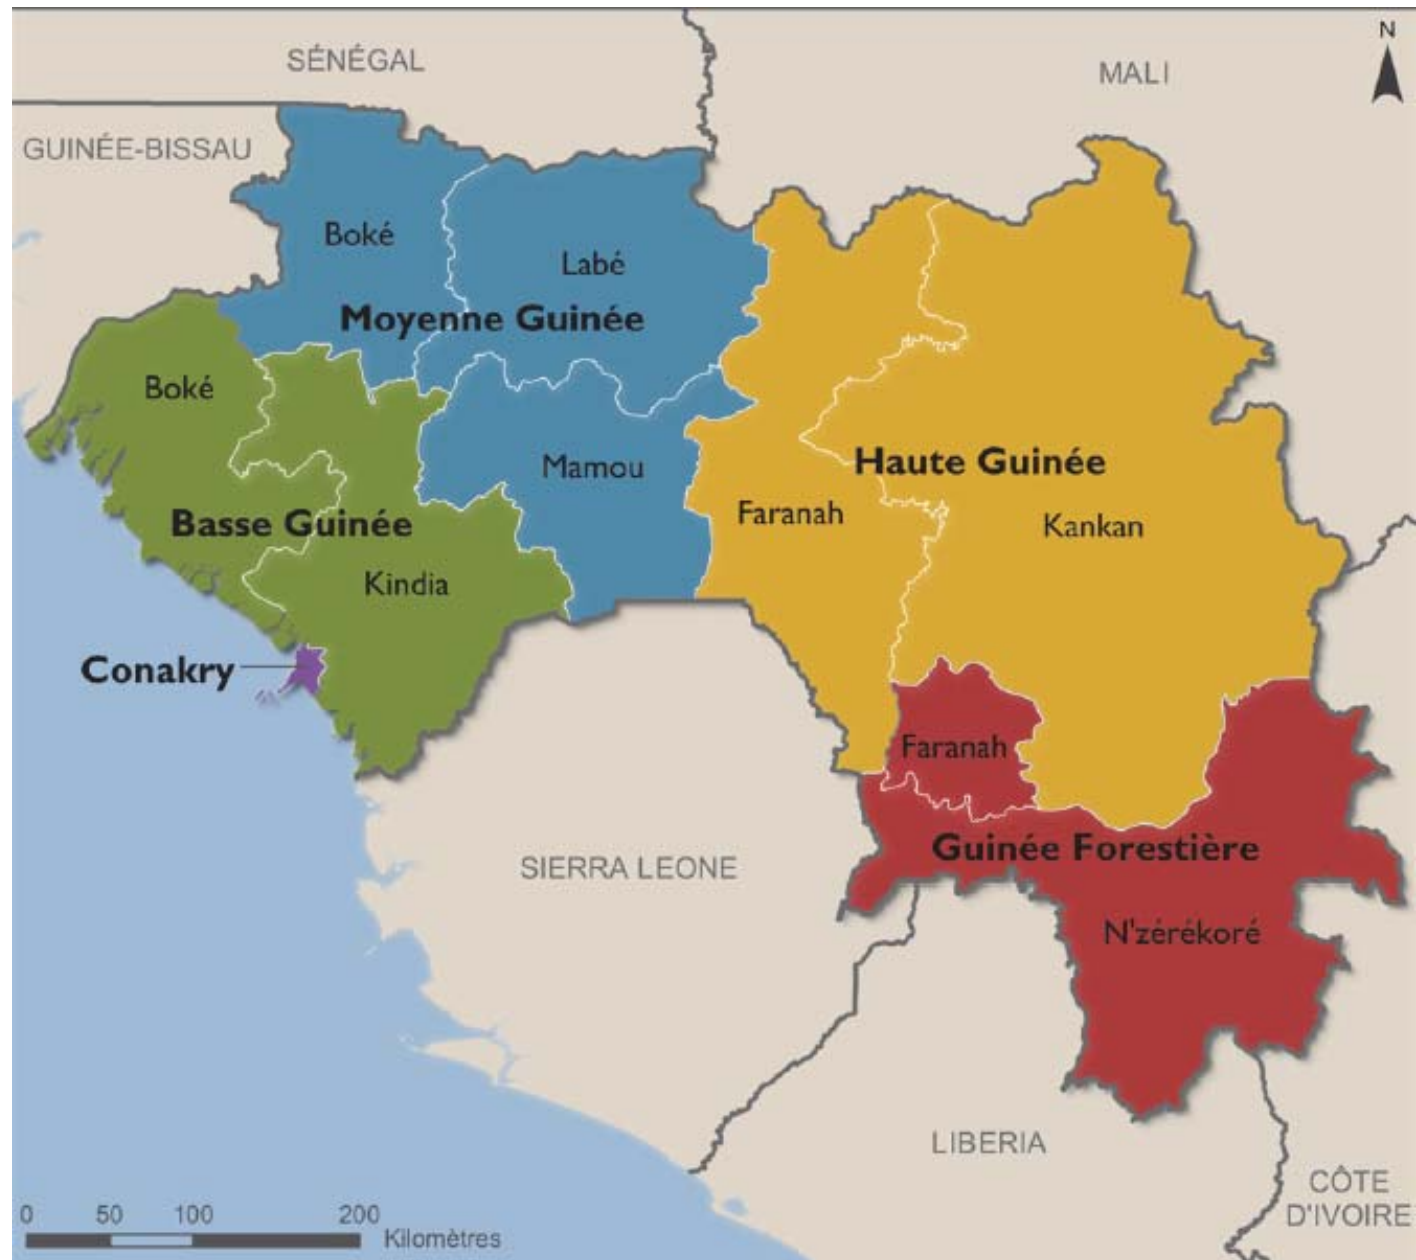 N
SÉNÉGAL
MALI
GUINÉE-BISSAU
Boké
Labé
Moyenne Guinée
Boké
Mamou
Haute Guinée
Faranah
Basse Guinée
Kankan
Kindia
Conakry
Faranah
Guinée Forestière
SIERRA LEONE
N'zérékoré
LIBERIA
CÔTE
D'IVOIRE
0 50 100 200
Kilomètres